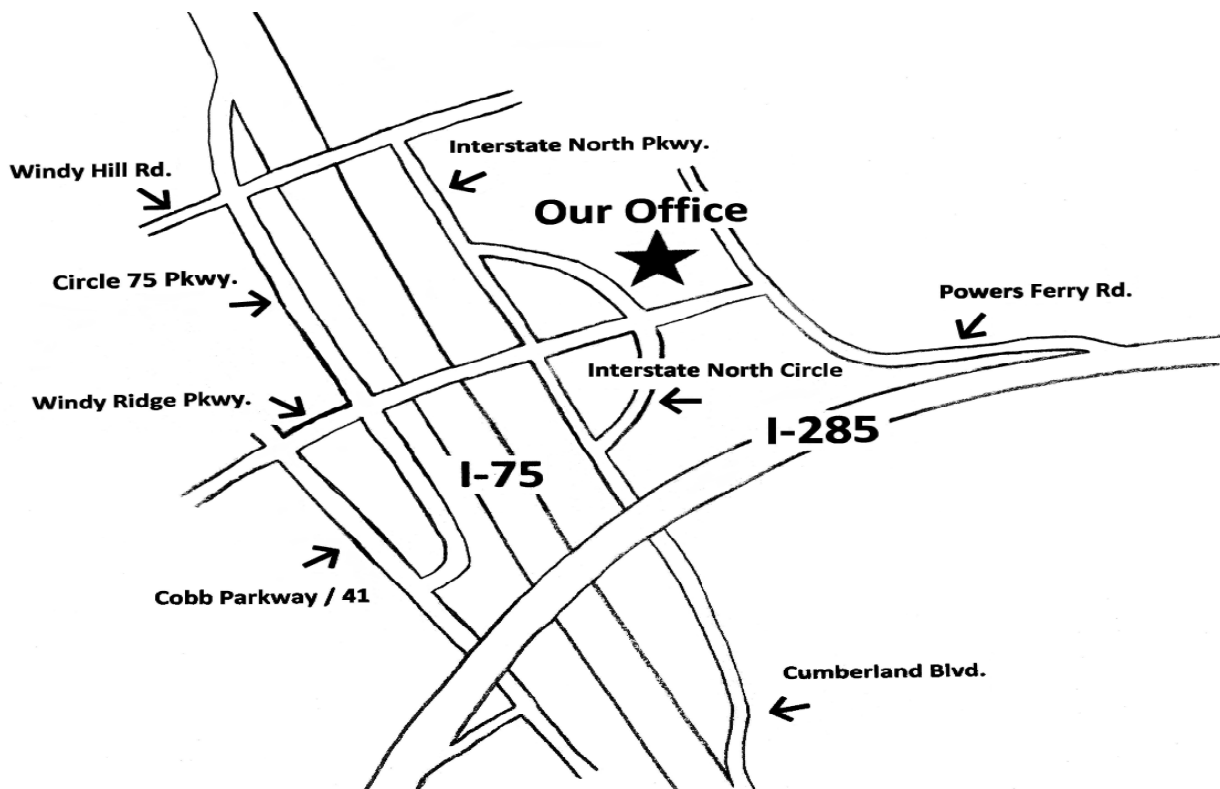 Interstate North Pkwy.
Windy Hill Rd.
Our Office
Circle 75 Pkwy.
Powers Ferry Rd.
Interstate North Circle
Windy Ridge Pkwy.
I-285
I-75
Cobb Parkway / 41
Cumberland Blvd.